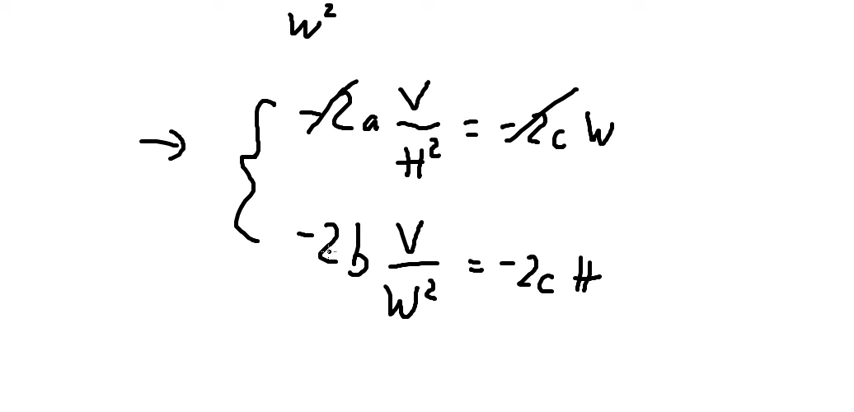 W²
→ { -2a V/H² = -2c W
-2b V/W² = -2c H